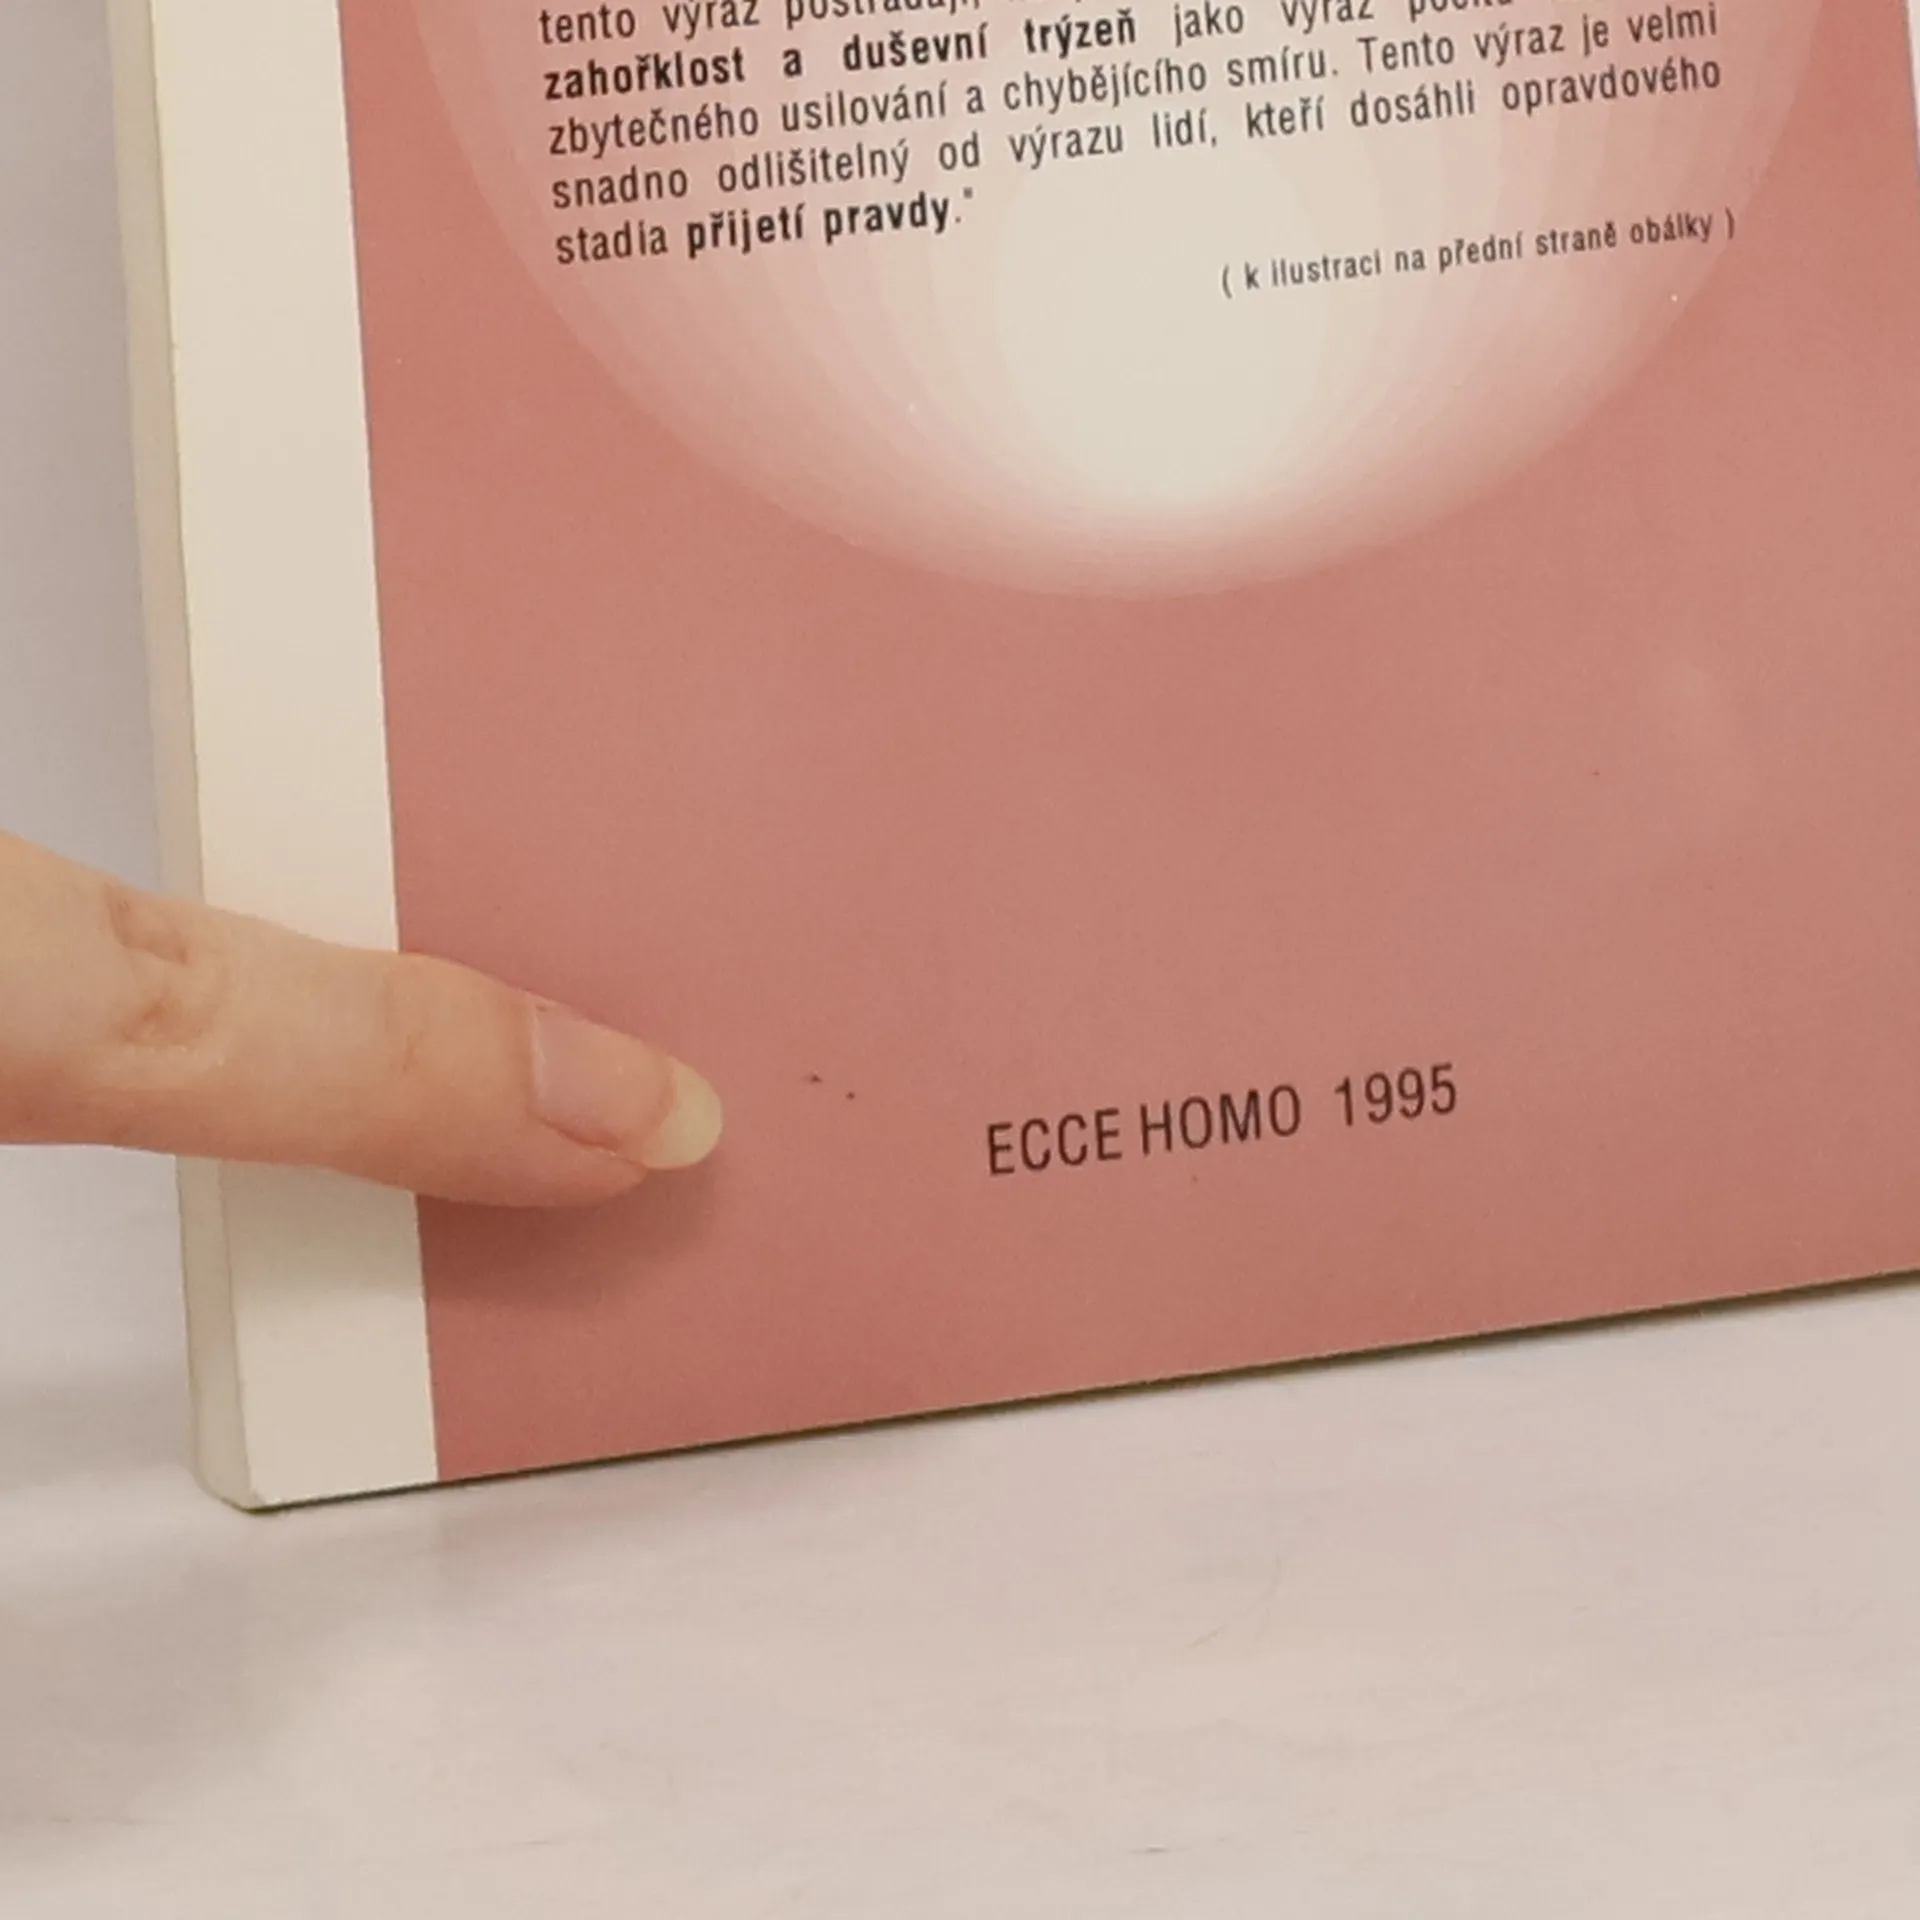 tento výraz postrádají,
zahořklost a duševní trýzeň jako výraz pocitu
zbytečného usilování a chybějícího smíru. Tento výraz je velmi
snadno odlišitelný od výrazu lidí, kteří dosáhli opravdového
stadia přijetí pravdy."
( k ilustraci na přední straně obálky )
ECCE HOMO 1995